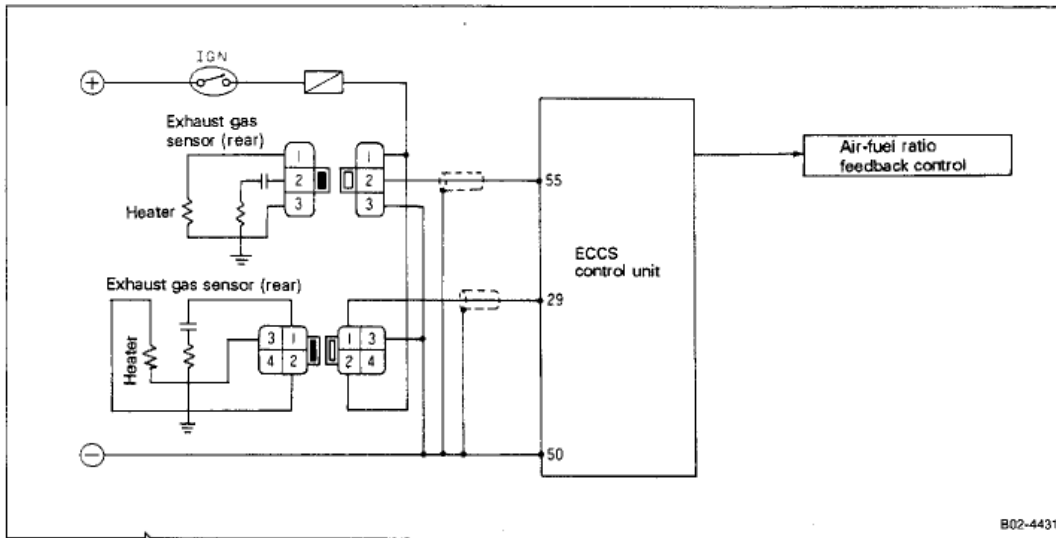 IGN
+
Exhaust gas
sensor (rear)
1
2
3
1
2
3
Heater
55
Air-fuel ratio
feedback control
ECCS
control unit
Exhaust gas sensor (rear)
29
Heater
3 1
4 2
1 3
2 4
−
50
B02-4431